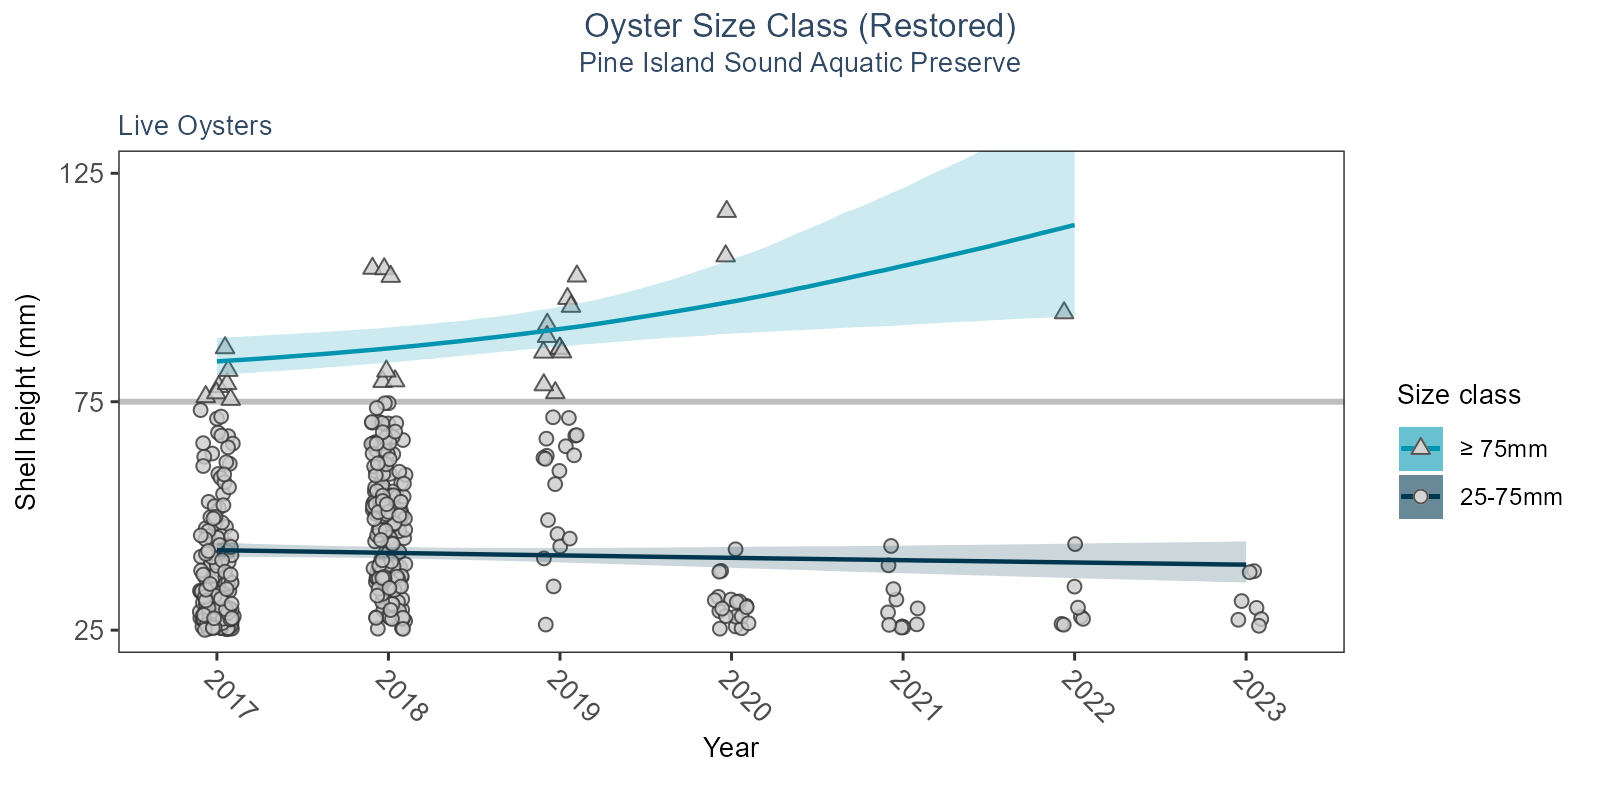 Oyster Size Class (Restored)
Pine Island Sound Aquatic Preserve
Live Oysters
125
75
25
Shell height (mm)
2017
2018
2019
2020
2021
2022
2023
Year
Size class
≥ 75mm
25-75mm